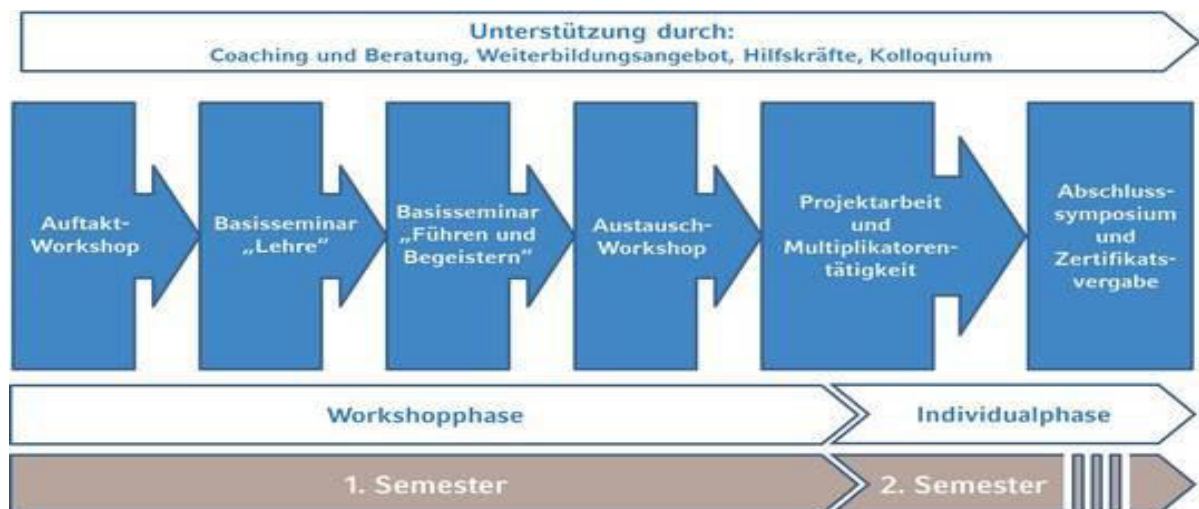 Unterstützung durch:
Coaching und Beratung, Weiterbildungsangebot, Hilfskräfte, Kolloquium
Auftakt-
Workshop
Basisseminar
„Lehre"
Basisseminar
„Führen und
Begeistern"
Austausch-
Workshop
Projektarbeit
und
Multiplikatoren-
tätigkeit
Abschluss-
symposium
und
Zertifikats-
vergabe
Workshopphase
Individualphase
1. Semester
2. Semester